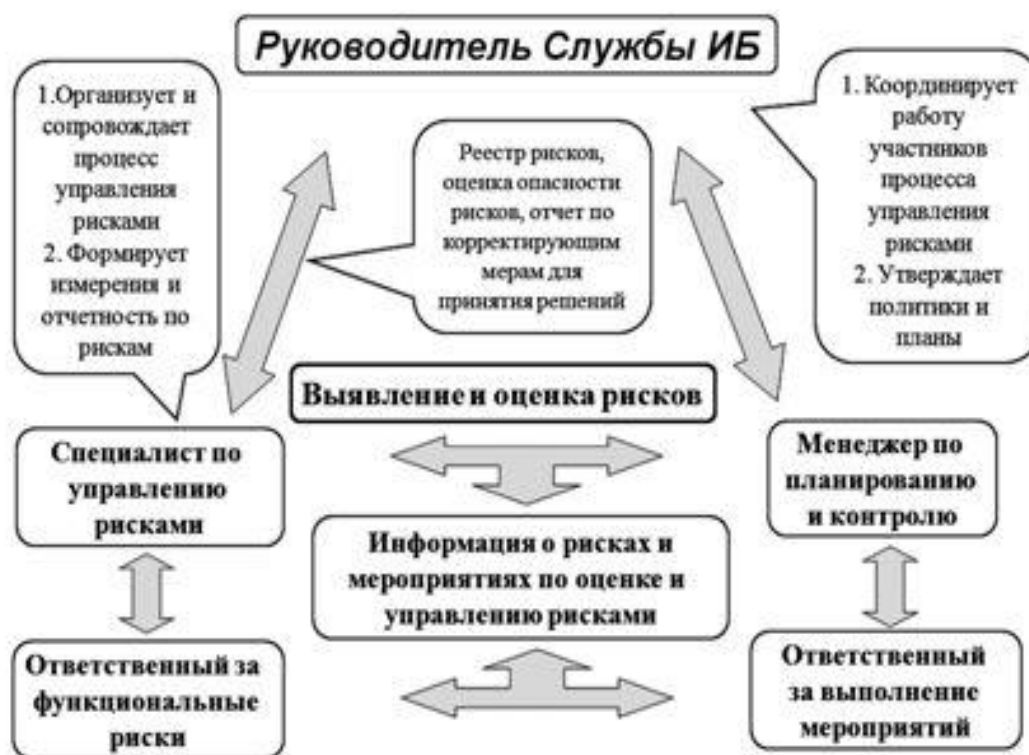 Руководитель Службы ИБ
1.Организует и
сопровождает
процесс
управления
рисками
2. Формирует
измерения и
отчетность по
рискам
Реестр рисков,
оценка опасности
рисков, отчет по
корректирующим
мерам для
принятия решений
1. Координирует
работу
участников
процесса
управления
рисками
2. Утверждает
политики и
планы
Выявление и оценка рисков
Специалист по
управлению
рисками
Менеджер по
планированию
и контролю
Информация о рисках и
мероприятиях по оценке и
управлению рисками
Ответственный за
функциональные
риски
Ответственный
за выполнение
мероприятий